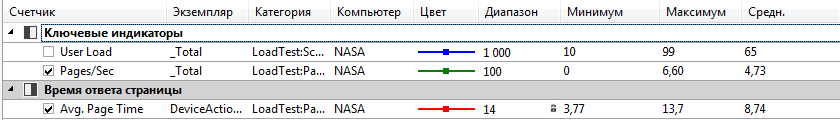 Счетчик Экземпляр Категория Компьютер Цвет Диапазон Минимум Максимум Средн.
Ключевые индикаторы
User Load _Total LoadTest:Sc... NASA 1 000 10 99 65
Pages/Sec _Total LoadTest:Pa... NASA 100 0 6,60 4,73
Время ответа страницы
Avg. Page Time DeviceActio... LoadTest:Pa... NASA 14 3,77 13,7 8,74